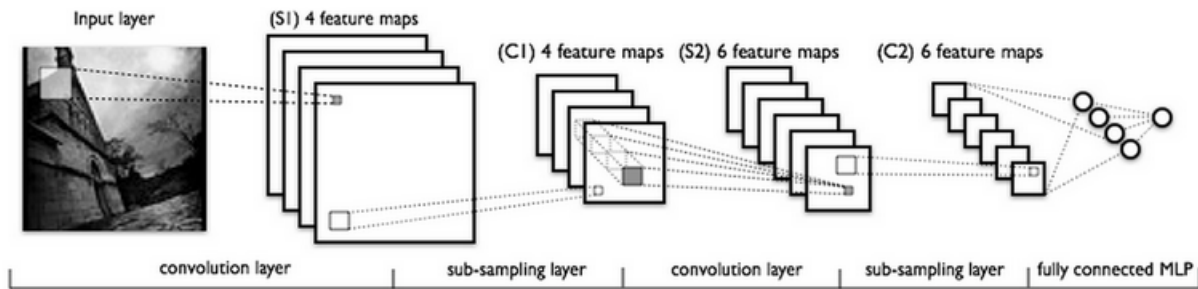 Input layer
(S1) 4 feature maps
(C1) 4 feature maps
(S2) 6 feature maps
(C2) 6 feature maps
convolution layer
sub-sampling layer
convolution layer
sub-sampling layer
fully connected MLP